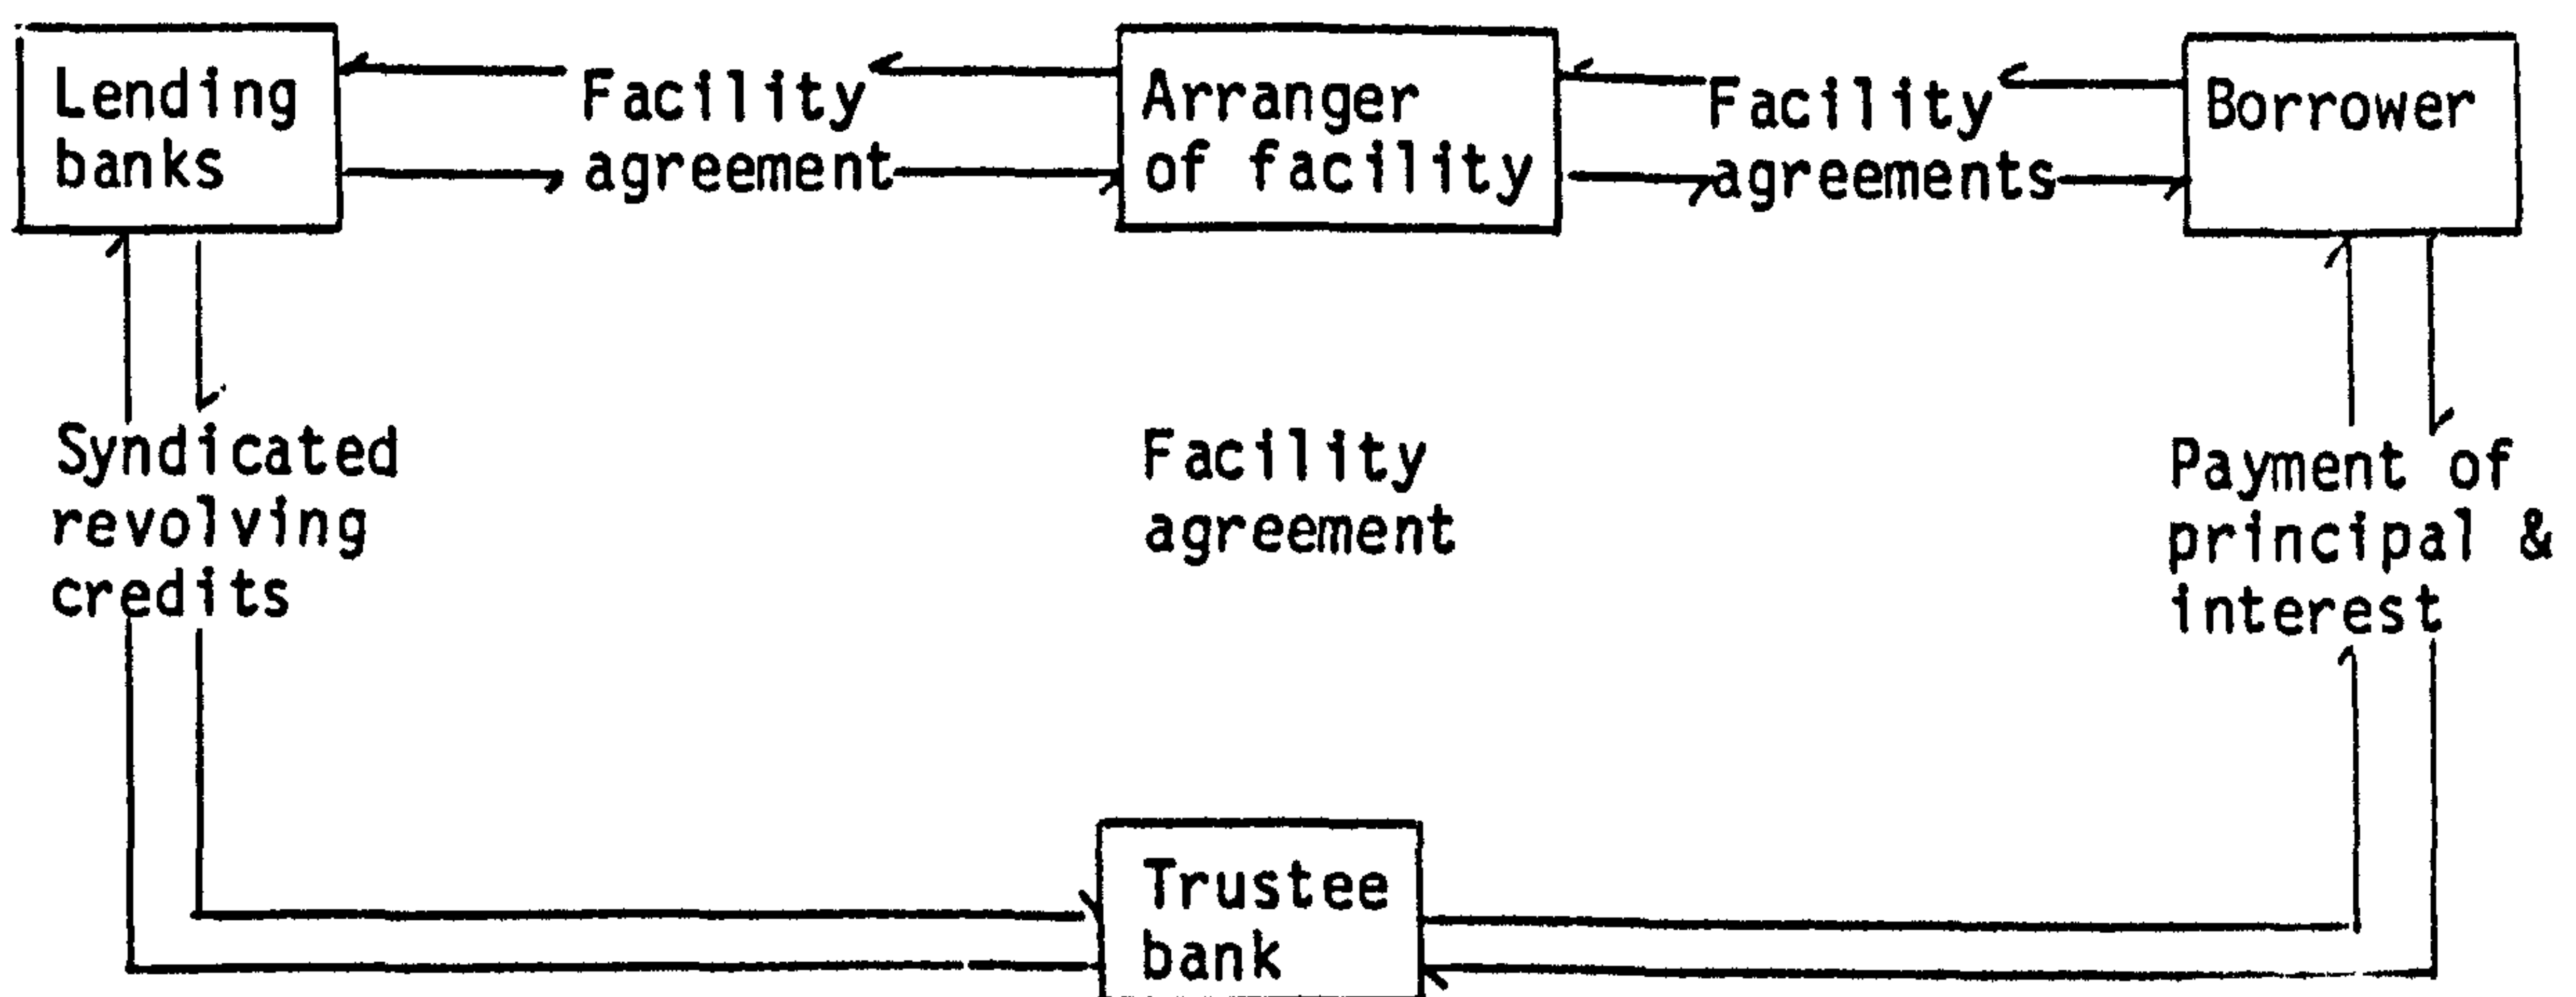 Lending
banks
Facility
agreement
Arranger
of facility
Facility
agreements
Borrower
Syndicated
revolving
credits
Facility
agreement
Payment of
principal &
interest
Trustee
bank